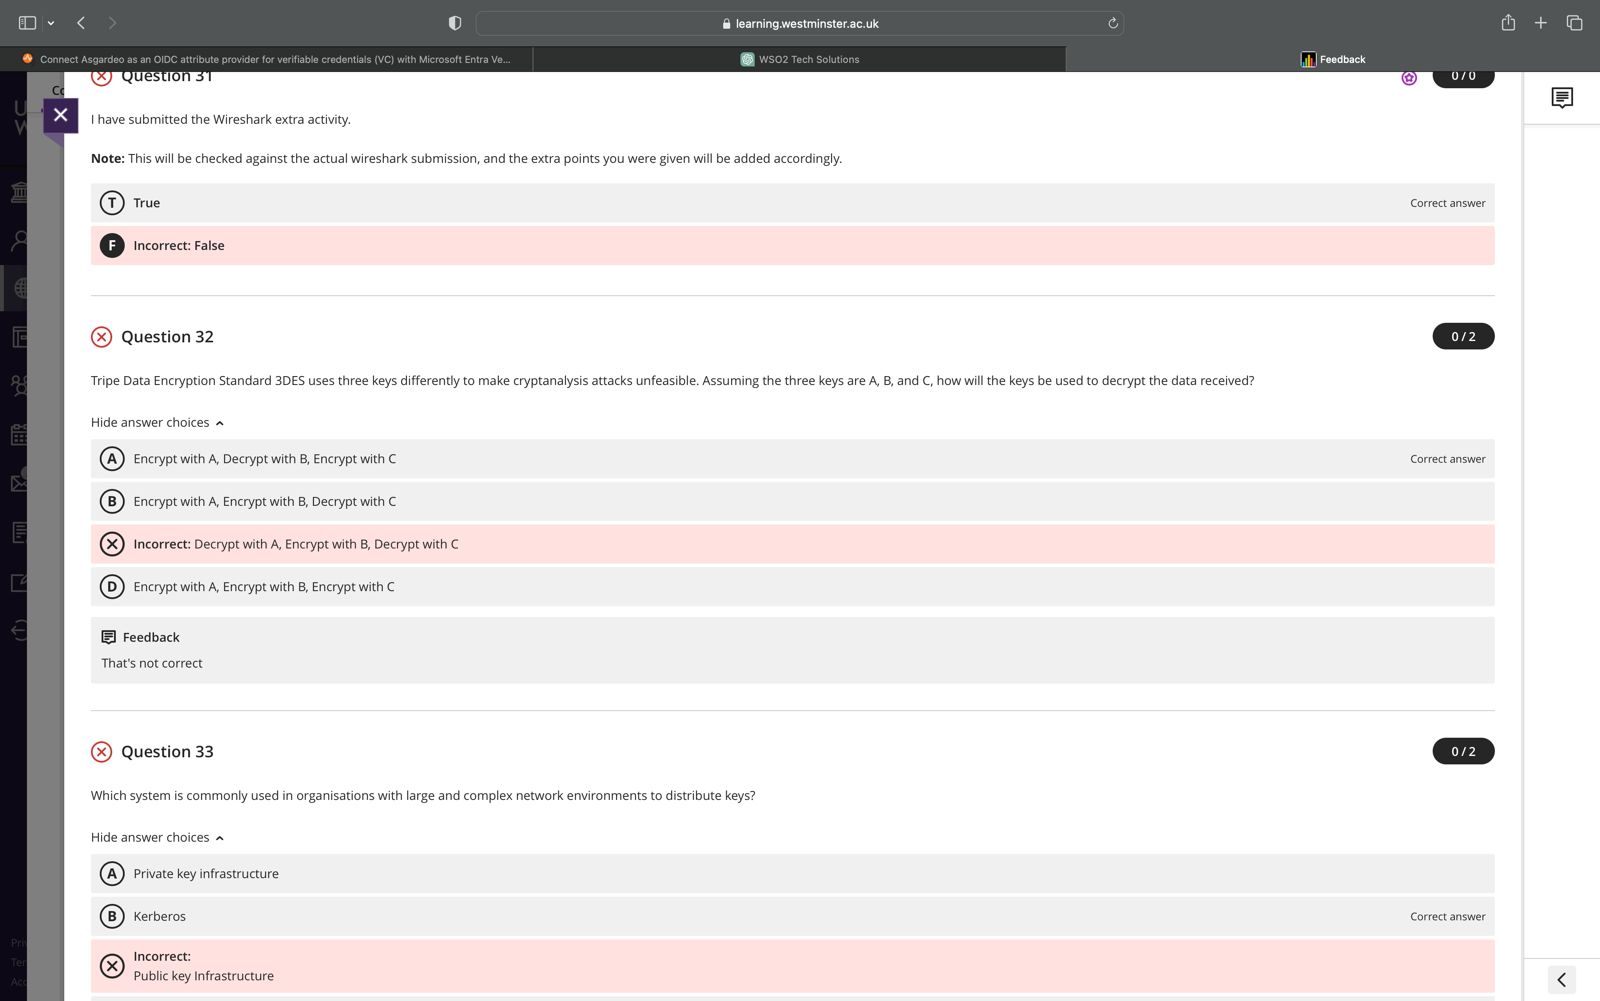 learning.westminster.ac.uk
Connect Asgardeo as an OIDC attribute provider for verifiable credentials (VC) with Microsoft Entra Ve...
WSO2 Tech Solutions
Feedback
Question 31
0 / 0
I have submitted the Wireshark extra activity.
Note: This will be checked against the actual wireshark submission, and the extra points you were given will be added accordingly.
T True Correct answer
F Incorrect: False
Question 32
0 / 2
Tripe Data Encryption Standard 3DES uses three keys differently to make cryptanalysis attacks unfeasible. Assuming the three keys are A, B, and C, how will the keys be used to decrypt the data received?
Hide answer choices
A Encrypt with A, Decrypt with B, Encrypt with C Correct answer
B Encrypt with A, Encrypt with B, Decrypt with C
Incorrect: Decrypt with A, Encrypt with B, Decrypt with C
D Encrypt with A, Encrypt with B, Encrypt with C
Feedback
That's not correct
Question 33
0 / 2
Which system is commonly used in organisations with large and complex network environments to distribute keys?
Hide answer choices
A Private key infrastructure
B Kerberos Correct answer
Incorrect:
Public key Infrastructure